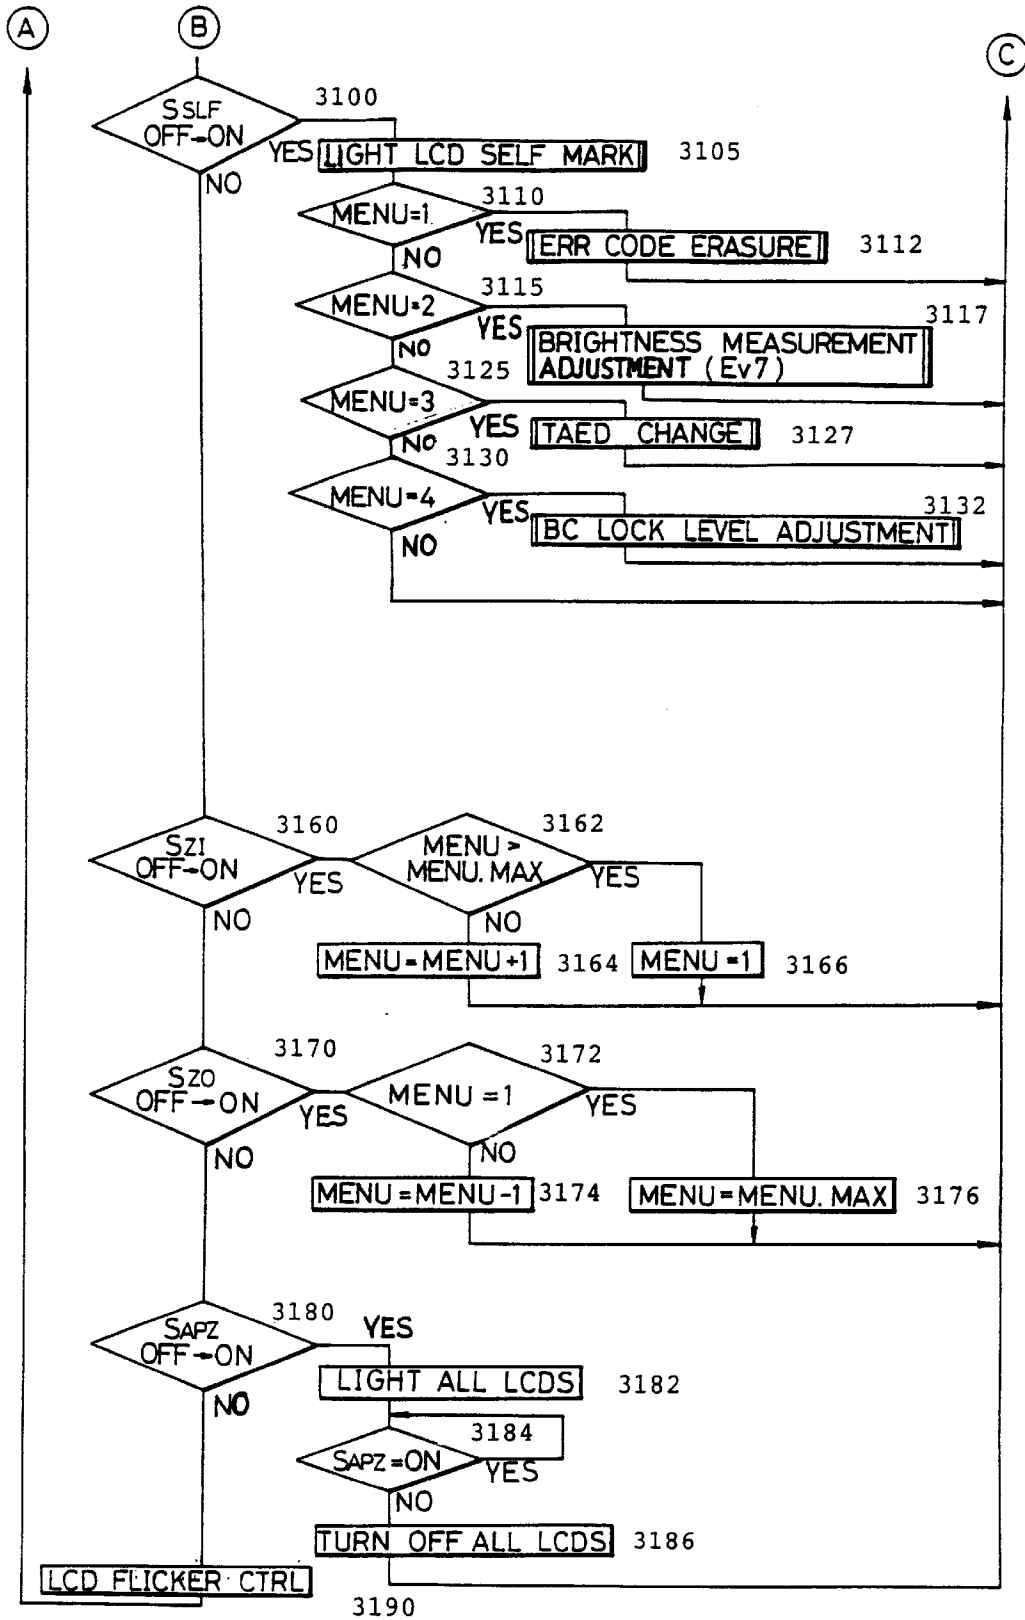 A
B
C
SSLF
OFF→ON
3100
YES
NO
LIGHT LCD SELF MARK
3105
MENU=1
3110
YES
NO
ERR CODE ERASURE
3112
MENU=2
3115
YES
NO
3117
BRIGHTNESS MEASUREMENT
ADJUSTMENT (Ev7)
MENU=3
3125
YES
NO
TAED CHANGE
3127
MENU=4
3130
YES
NO
3132
BC LOCK LEVEL ADJUSTMENT
SZI
OFF→ON
3160
YES
NO
MENU >
MENU.MAX
3162
YES
NO
MENU=MENU+1
3164
MENU=1
3166
SZO
OFF→ON
3170
YES
NO
MENU=1
3172
YES
NO
MENU=MENU-1
3174
MENU=MENU.MAX
3176
SAPZ
OFF→ON
3180
YES
NO
LIGHT ALL LCDS
3182
SAPZ=ON
3184
YES
NO
TURN OFF ALL LCDS
3186
LCD FLICKER CTRL
3190